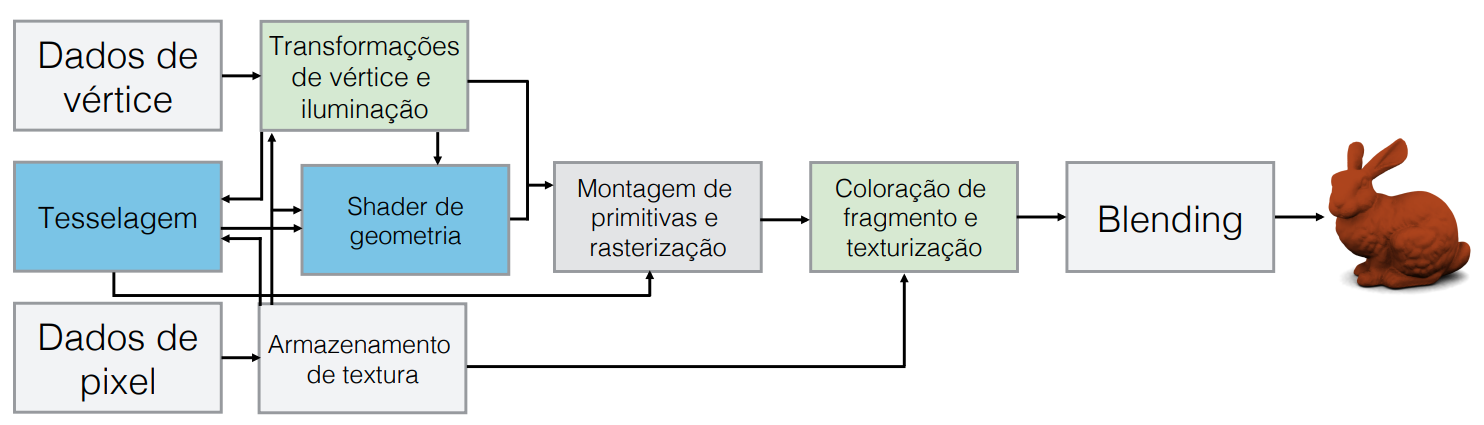 Dados de
vértice
Transformações
de vértice e
iluminação
Tesselagem
Shader de
geometria
Montagem de
primitivas e
rasterização
Coloração de
fragmento e
texturização
Blending
Dados de
pixel
Armazenamento
de textura